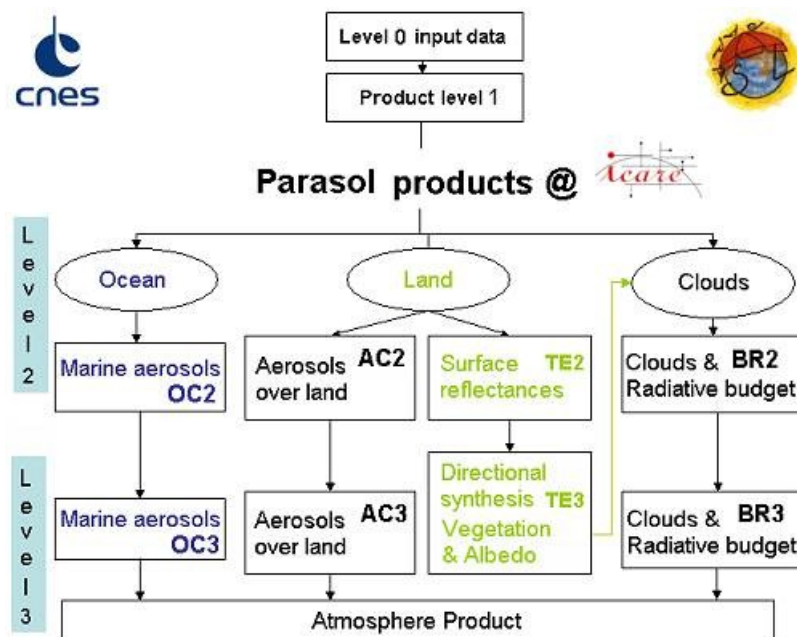 cnes
Level 0 input data
Product level 1
Parasol products @ icare
Level 2
Ocean
Land
Clouds
Marine aerosols
OC2
Aerosols AC2
over land
Surface TE2
reflectances
Clouds & BR2
Radiative budget
Level 3
Marine aerosols
OC3
Aerosols AC3
over land
Directional
synthesis TE3
Vegetation
& Albedo
Clouds & BR3
Radiative budget
Atmosphere Product